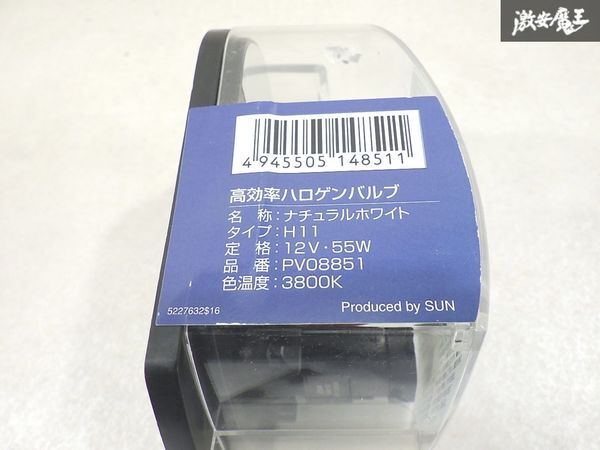 激安魔王
4 945505 148511
高効率ハロゲンバルブ
名 称:ナチュラルホワイト
タイプ:H11
定 格:12V・55W
品 番:PV08851
色温度:3800K
Produced by SUN
5227632$16